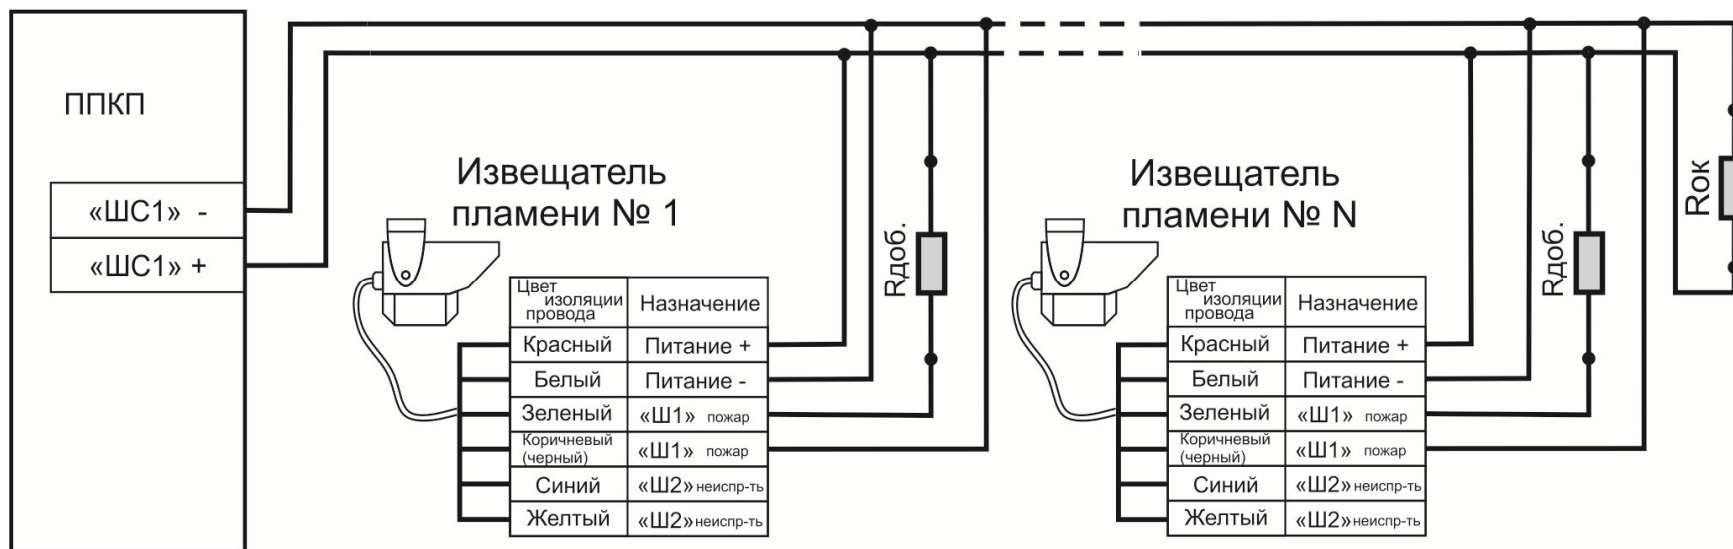 ППКП
«ШС1» -
«ШС1» +
Извещатель
пламени № 1
Rдоб.
Цвет
изоляции
провода
Назначение
Красный
Питание +
Белый
Питание -
Зеленый
«Ш1» пожар
Коричневый
(черный)
«Ш1» пожар
Синий
«Ш2» неиспр-ть
Желтый
«Ш2» неиспр-ть
Извещатель
пламени № N
Rдоб.
Rок
Цвет
изоляции
провода
Назначение
Красный
Питание +
Белый
Питание -
Зеленый
«Ш1» пожар
Коричневый
(черный)
«Ш1» пожар
Синий
«Ш2» неиспр-ть
Желтый
«Ш2» неиспр-ть